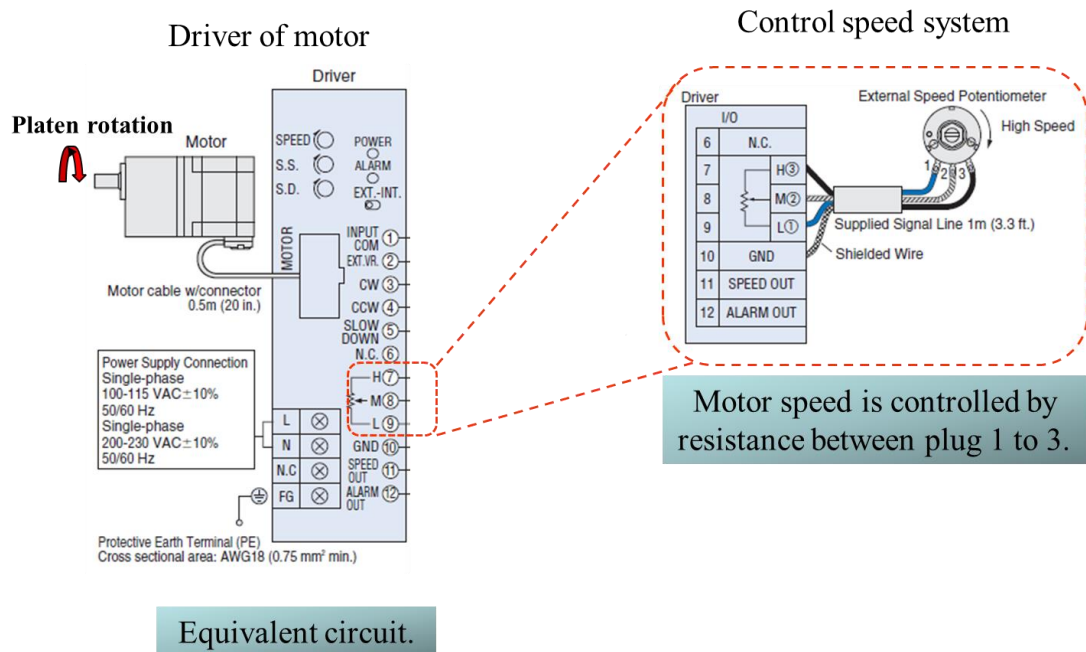 Driver of motor
Control speed system
Driver
Platen rotation
Motor
SPEED
S.S.
S.D.
POWER
ALARM
EXT.-INT.
MOTOR
INPUT
COM ①
EXT.VR. ②
CW ③
CCW ④
SLOW
DOWN ⑤
N.C. ⑥
H ⑦
M ⑧
L ⑨
GND ⑩
SPEED
OUT ⑪
ALARM
OUT ⑫
Motor cable w/connector
0.5m (20 in.)
Power Supply Connection
Single-phase
100-115 VAC±10%
50/60 Hz
Single-phase
200-230 VAC±10%
50/60 Hz
L
N
N.C
FG
Protective Earth Terminal (PE)
Cross sectional area: AWG18 (0.75 mm² min.)
Equivalent circuit.
Driver
I/O
6 N.C.
7 H③
8 M②
9 L①
10 GND
11 SPEED OUT
12 ALARM OUT
External Speed Potentiometer
High Speed
1 2 3
Supplied Signal Line 1m (3.3 ft.)
Shielded Wire
Motor speed is controlled by
resistance between plug 1 to 3.